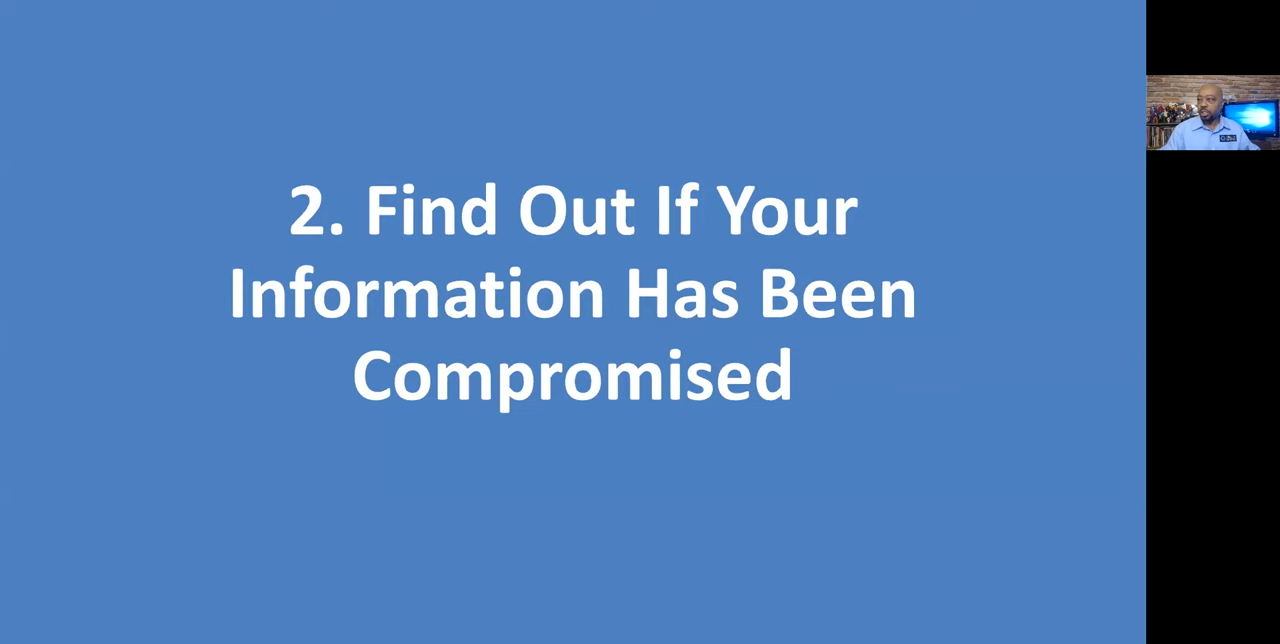 2. Find Out If Your
Information Has Been
Compromised